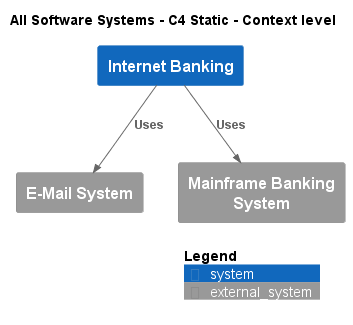 All Software Systems - C4 Static - Context level
Internet Banking
Uses
Uses
E-Mail System
Mainframe Banking
System
Legend
system
external_system